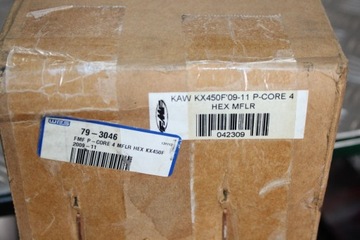 KAW KX450F'09-11 P-CORE 4
HEX MFLR
FMF
042309
79-3046
FMF P-CORE 4 MFLR HEX KX450F
2009-11